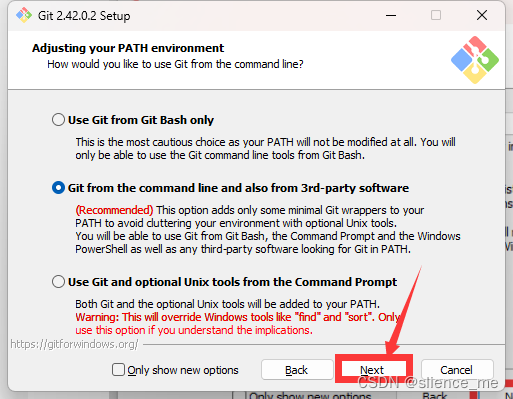 Git 2.42.0.2 Setup
Adjusting your PATH environment
How would you like to use Git from the command line?
Use Git from Git Bash only
This is the most cautious choice as your PATH will not be modified at all. You will
only be able to use the Git command line tools from Git Bash.
Git from the command line and also from 3rd-party software
(Recommended) This option adds only some minimal Git wrappers to your
PATH to avoid cluttering your environment with optional Unix tools.
You will be able to use Git from Git Bash, the Command Prompt and the Windows
PowerShell as well as any third-party software looking for Git in PATH.
Use Git and optional Unix tools from the Command Prompt
Both Git and the optional Unix tools will be added to your PATH.
Warning: This will override Windows tools like "find" and "sort". Only
use this option if you understand the implications.
https://gitforwindows.org/
Only show new options
Back
Next
Cancel
CSDN @silence_me
Only show new options
Back